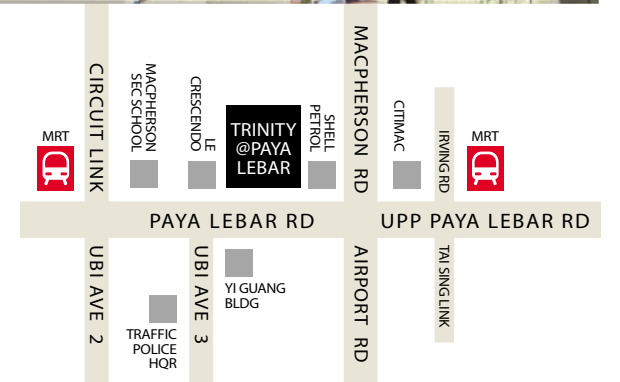 MRT
CIRCUIT LINK
MACPHERSON
SEC SCHOOL
LE
CRESCENDO
TRINITY
@PAYA
LEBAR
SHELL
PETROL
MACPHERSON RD
CITIMAC
IRVING RD
MRT
PAYA LEBAR RD
UPP PAYA LEBAR RD
UBI AVE 2
TRAFFIC
POLICE
HQR
UBI AVE 3
YI GUANG
BLDG
AIRPORT RD
TAI SING LINK